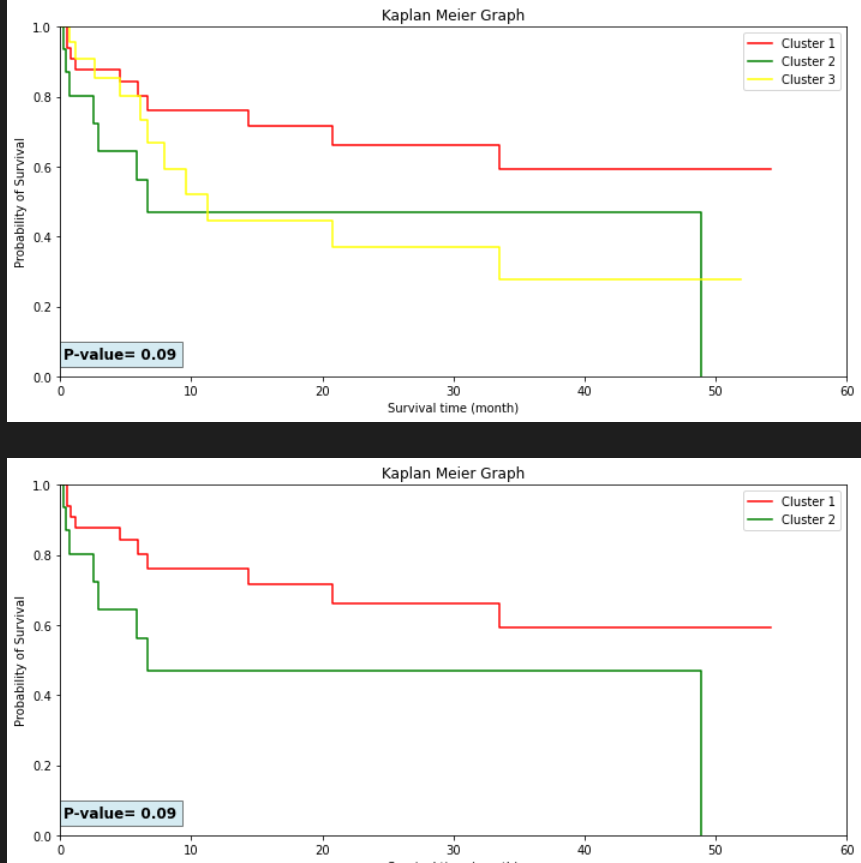 Kaplan Meier Graph
1.0
0.8
0.6
0.4
0.2
0.0
Probability of Survival
Cluster 1
Cluster 2
Cluster 3
P-value= 0.09
0 10 20 30 40 50 60
Survival time (month)
Kaplan Meier Graph
1.0
0.8
0.6
0.4
0.2
0.0
Probability of Survival
Cluster 1
Cluster 2
P-value= 0.09
0 10 20 30 40 50 60